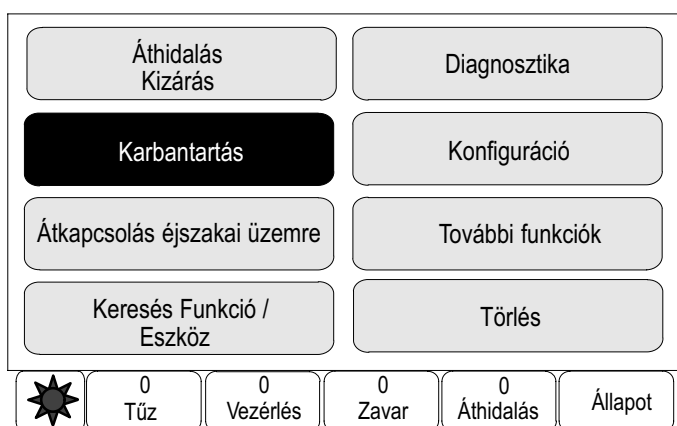 Áthidalás
Kizárás
Diagnosztika
Karbantartás
Konfiguráció
Átkapcsolás éjszakai üzemre
További funkciók
Keresés Funkció /
Eszköz
Törlés
0
Tűz
0
Vezérlés
0
Zavar
0
Áthidalás
Állapot